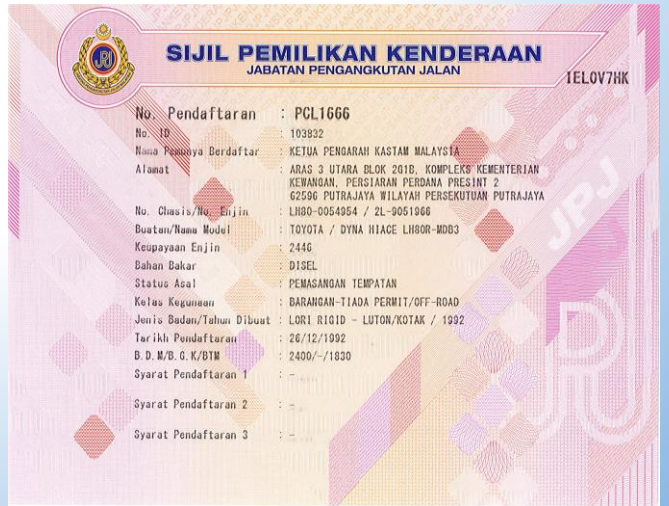 SIJIL PEMILIKAN KENDERAAN
JABATAN PENGANGKUTAN JALAN
IELOV7HK
No. Pendaftaran : PCL1666
No. ID : 103832
Nama Pemunya Berdaftar : KETUA PENGARAH KASTAM MALAYSIA
Alamat : ARAS 3 UTARA BLOK 2G1B, KOMPLEKS KEMENTERIAN
KEWANGAN, PERSIARAN PERDANA PRESINT 2
62596 PUTRAJAYA WILAYAH PERSEKUTUAN PUTRAJAYA
No. Chasis/No. Enjin : LH80-0054954 / 2L-9051966
Buatan/Nama Model : TOYOTA / DYNA HIACE LH80R-MDB3
Keupayaan Enjin : 2446
Bahan Bakar : DISEL
Status Asal : PEMASANGAN TEMPATAN
Kelas Kegunaan : BARANGAN-TIADA PERMIT/OFF-ROAD
Jenis Badan/Tahun Dibuat : LORI RIGID - LUTON/KOTAK / 1992
Tarikh Pendaftaran : 26/12/1992
B.D.M/B.G.K/BTM : 2400/-/1830
Syarat Pendaftaran 1 : -
Syarat Pendaftaran 2 : -
Syarat Pendaftaran 3 : -
JPJ